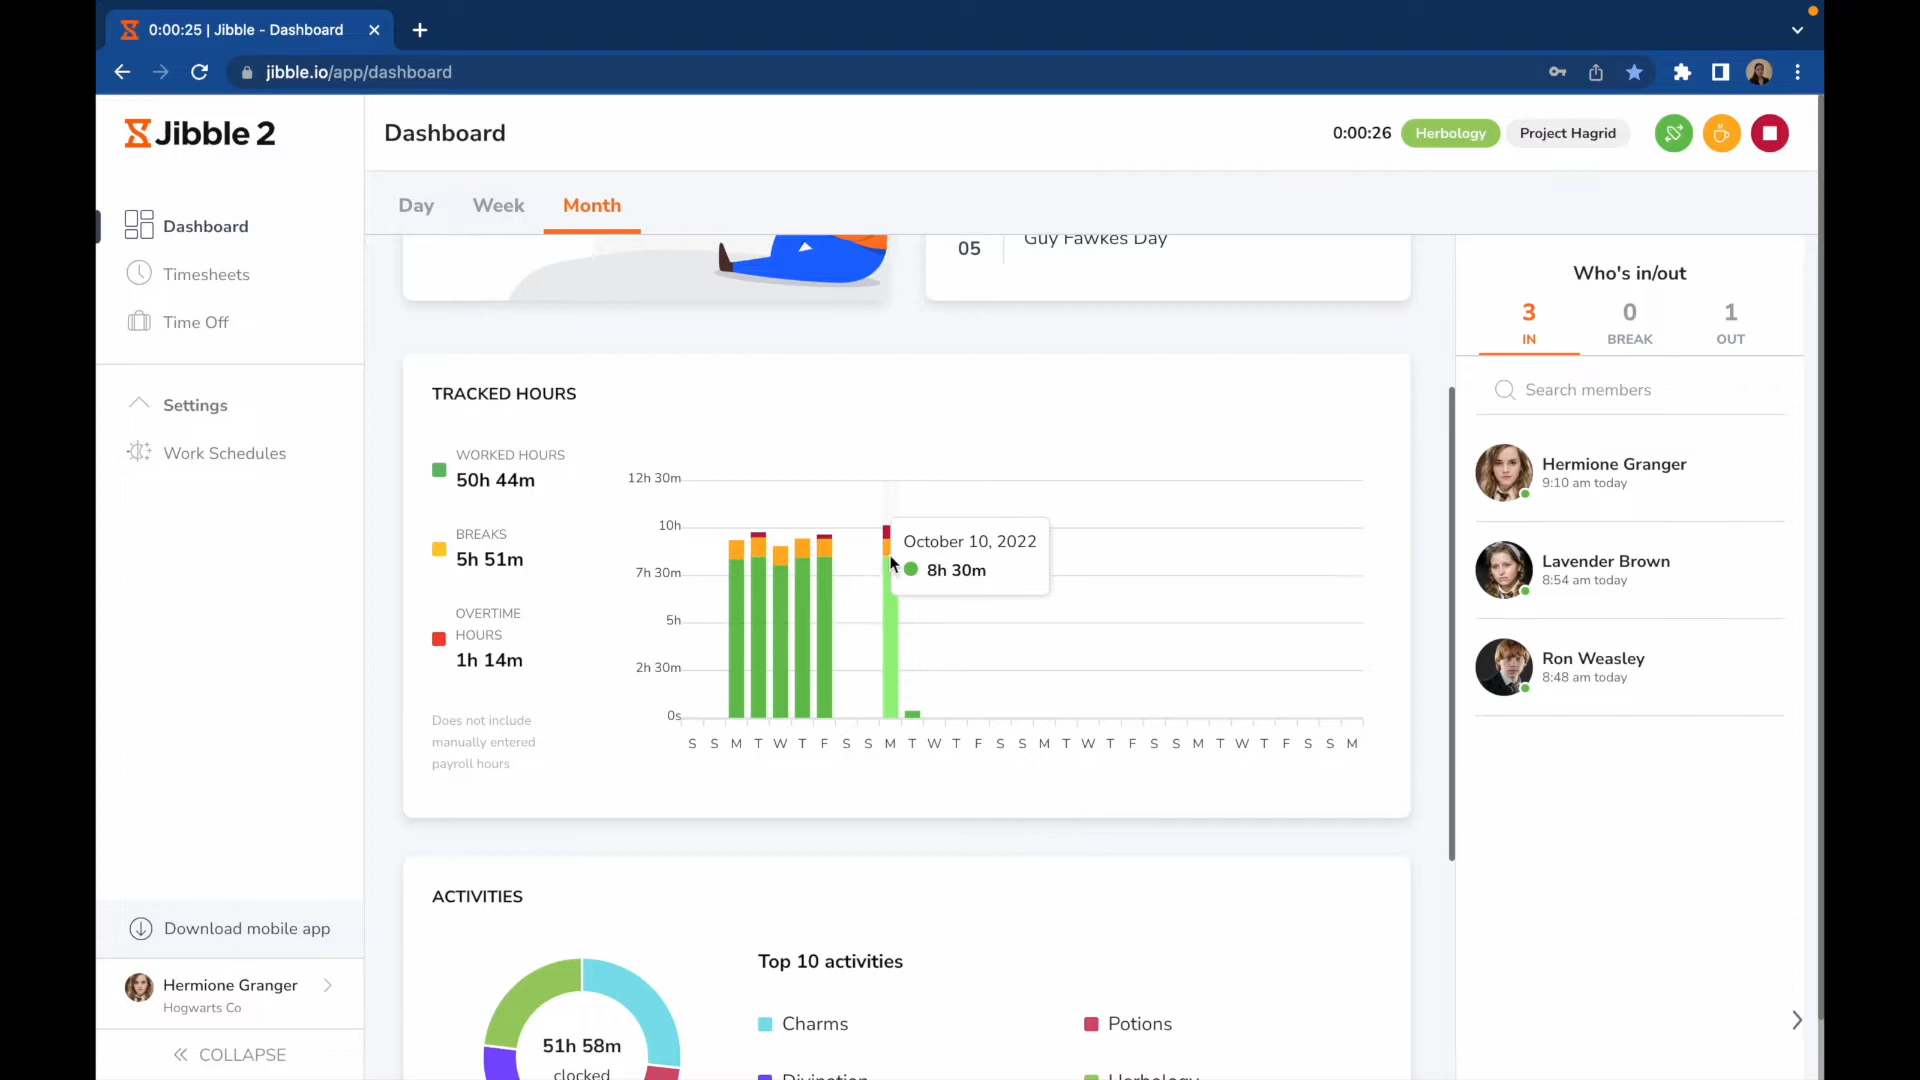 0:00:25 | Jibble - Dashboard
jibble.io/app/dashboard
Jibble 2
Dashboard
Timesheets
Time Off
Settings
Work Schedules
Download mobile app
Hermione Granger
Hogwarts Co
COLLAPSE
Dashboard
0:00:26
Herbology
Project Hagrid
Day
Week
Month
05
Guy Fawkes Day
TRACKED HOURS
WORKED HOURS
50h 44m
BREAKS
5h 51m
OVERTIME
HOURS
1h 14m
Does not include
manually entered
payroll hours
12h 30m
10h
7h 30m
5h
2h 30m
0s
October 10, 2022
8h 30m
S S M T W T F S S M T W T F S S M T W T F S S M T W T F S S M
ACTIVITIES
51h 58m
clocked
Top 10 activities
Charms
Potions
Divination
Herbology
Who's in/out
3
IN
0
BREAK
1
OUT
Search members
Hermione Granger
9:10 am today
Lavender Brown
8:54 am today
Ron Weasley
8:48 am today